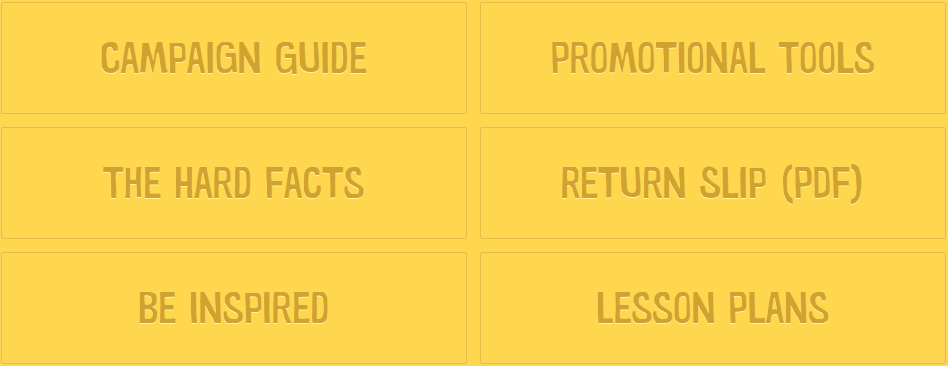 CAMPAIGN GUIDE
PROMOTIONAL TOOLS
THE HARD FACTS
RETURN SLIP (PDF)
BE INSPIRED
LESSON PLANS